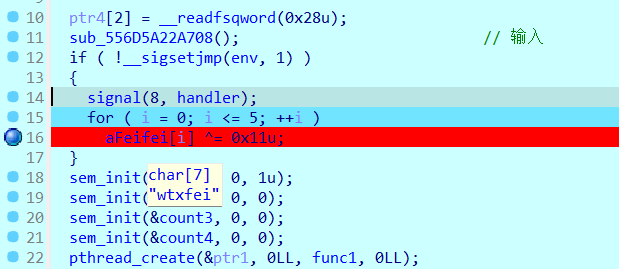 10 ptr4[2] = __readfsqword(0x28u);
11 sub_556D5A22A708(); // 输入
12 if ( !__sigsetjmp(env, 1) )
13 {
14 signal(8, handler);
15 for ( i = 0; i <= 5; ++i )
16 aFeifei[i] ^= 0x11u;
17 }
18 sem_init( 0, 1u);
char[7]
19 sem_init( 0, 0);
"wtxfei"
20 sem_init(&count3, 0, 0);
21 sem_init(&count4, 0, 0);
22 pthread_create(&ptr1, 0LL, func1, 0LL);